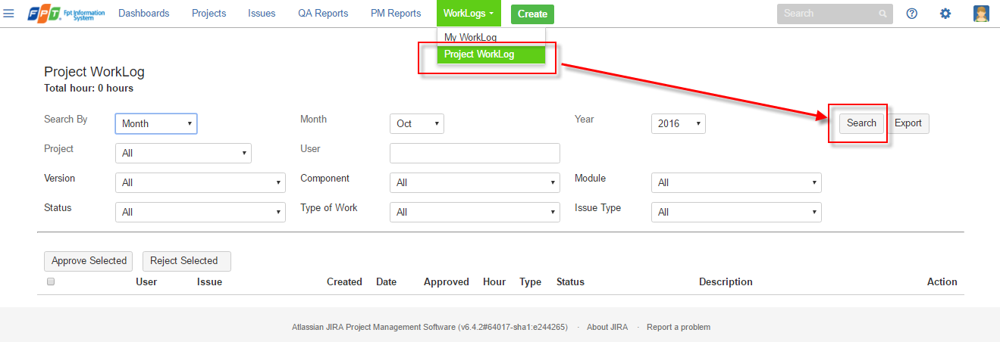 FPT Fpt Information System Dashboards Projects Issues QA Reports PM Reports WorkLogs Create Search
My WorkLog
Project WorkLog
Project WorkLog
Total hour: 0 hours
Search By Month Month Oct Year 2016 Search Export
Project All User
Version All Component All Module All
Status All Type of Work All Issue Type All
Approve Selected Reject Selected
User Issue Created Date Approved Hour Type Status Description Action
Atlassian JIRA Project Management Software (v6.4.2#64017-sha1:e244265) · About JIRA · Report a problem